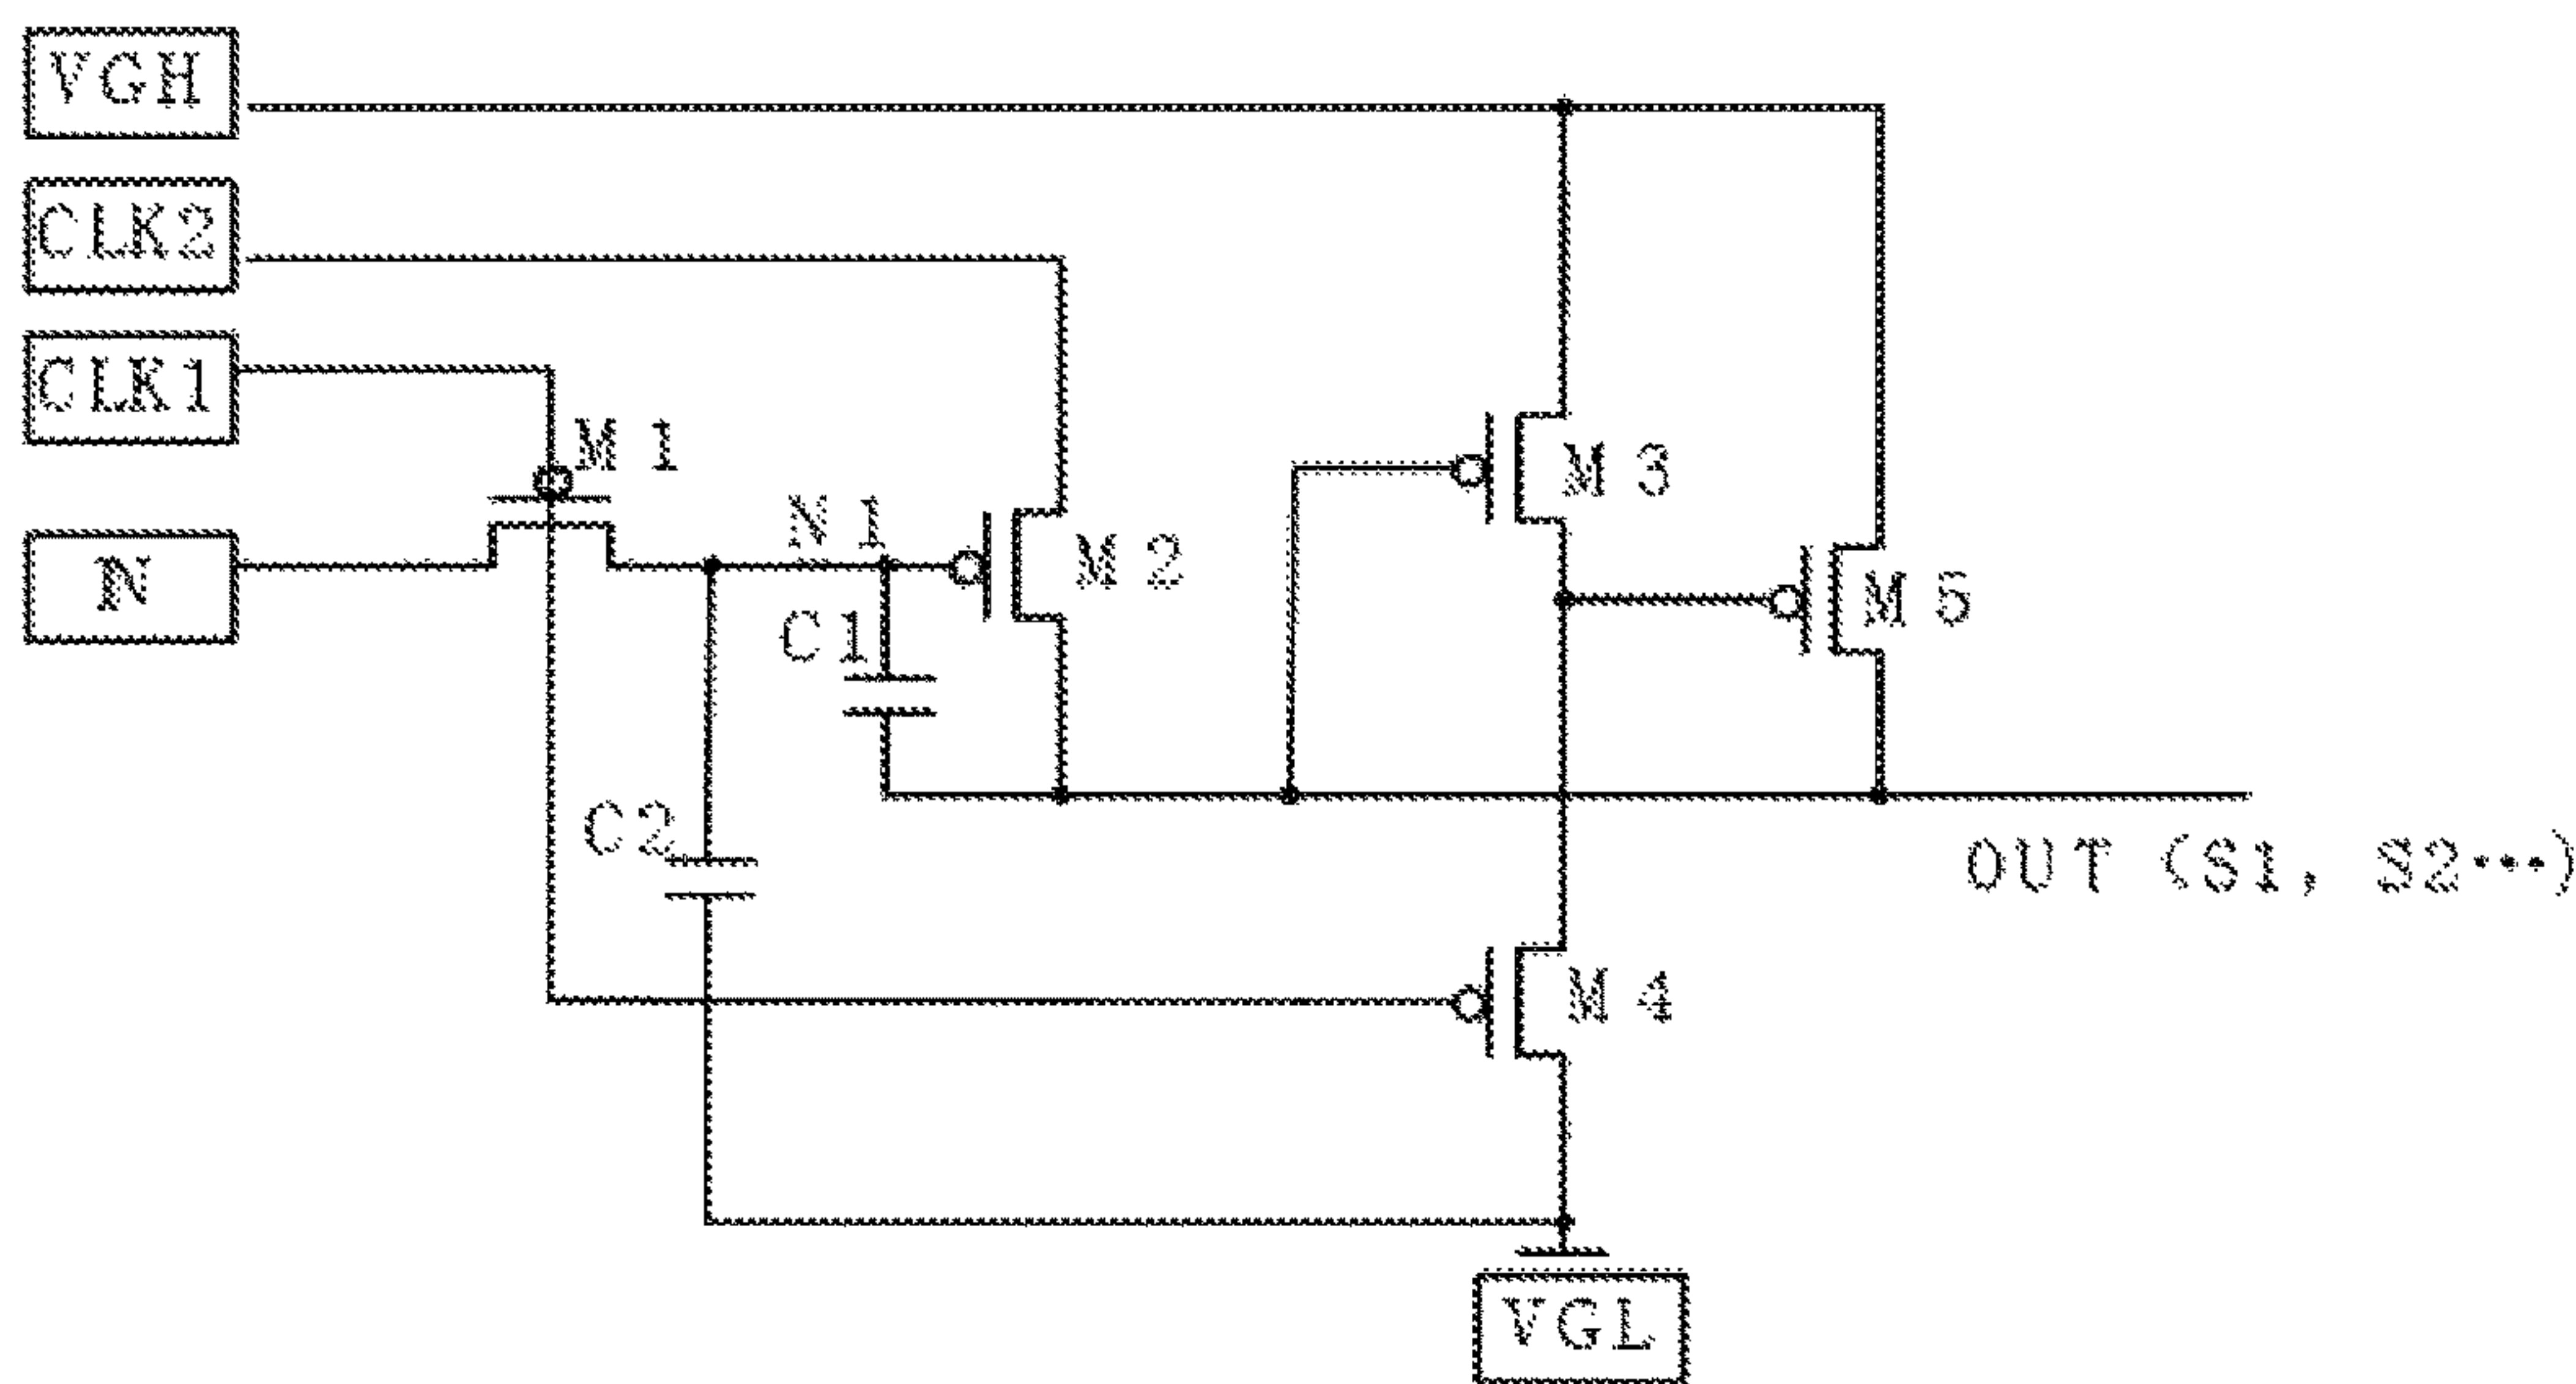 VGH
CLK2
CLK1
M1
M3
N1
M2
IN
M5
C1
C2
OUT (S1, S2…)
M4
VGL